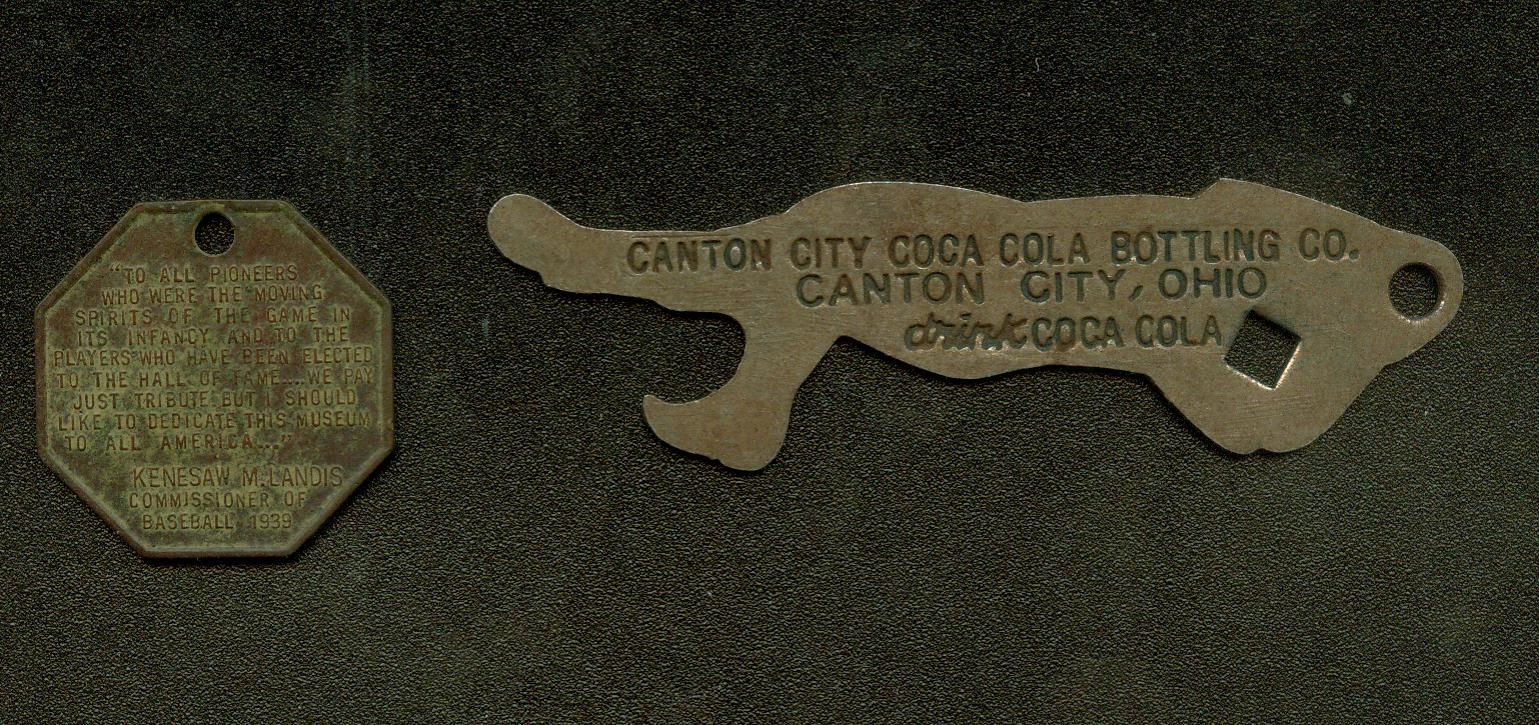 "TO ALL PIONEERS
WHO WERE THE MOVING
SPIRITS OF THE GAME IN
ITS INFANCY AND TO THE
PLAYERS WHO HAVE BEEN ELECTED
TO THE HALL OF FAME...WE PAY
JUST TRIBUTE BUT I SHOULD
LIKE TO DEDICATE THIS MUSEUM
TO ALL AMERICA..."
KENESAW M. LANDIS
COMMISSIONER OF
BASEBALL 1939
CANTON CITY COCA COLA BOTTLING CO.
CANTON CITY, OHIO
drink COCA COLA